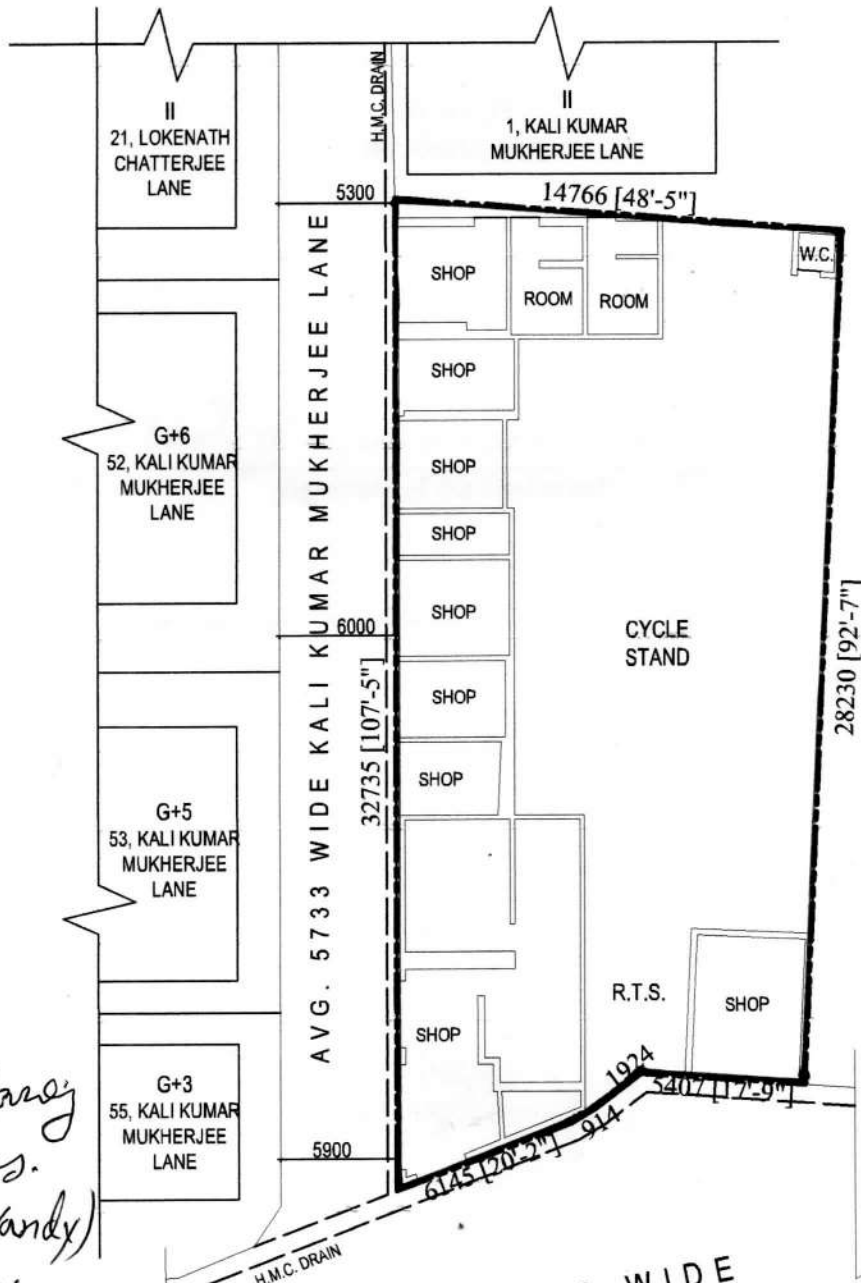 II
21, LOKENATH
CHATTERJEE
LANE
H.M.C. DRAIN
II
1, KALI KUMAR
MUKHERJEE LANE
5300
14766 [48'-5"]
W.C.
SHOP
ROOM
ROOM
SHOP
G+6
52, KALI KUMAR
MUKHERJEE
LANE
SHOP
SHOP
SHOP
6000
CYCLE
STAND
28230 [92'-7"]
AVG. 5733 WIDE KALI KUMAR MUKHERJEE LANE
32735 [107'-5"]
SHOP
SHOP
G+5
53, KALI KUMAR
MUKHERJEE
LANE
R.T.S.
SHOP
SHOP
G+3
55, KALI KUMAR
MUKHERJEE
LANE
1924
5407 [17'-9"]
914
5900
6145 [20'-2"]
H.M.C. DRAIN
WIDE